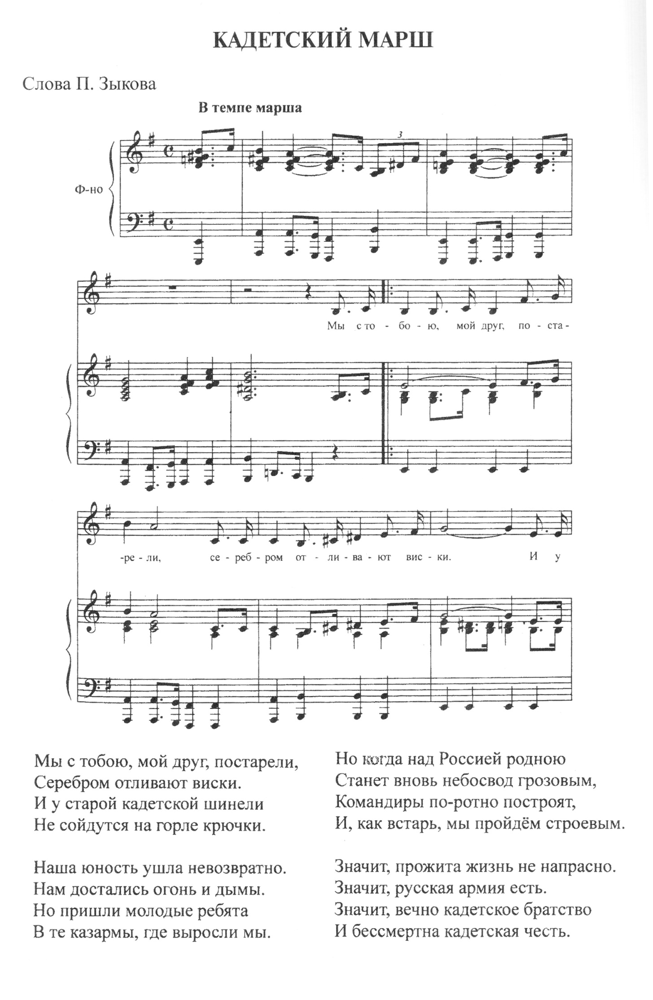 КАДЕТСКИЙ МАРШ
Слова П. Зыкова
В темпе марша
3
Ф-но
Мы с то - бо - ю, мой друг, по - ста -
-ре - ли, се - реб - ром от - ли - ва - ют вис - ки. И у
Мы с тобою, мой друг, постарели,
Серебром отливают виски.
И у старой кадетской шинели
Не сойдутся на горле крючки.
Наша юность ушла невозвратно.
Нам достались огонь и дымы.
Но пришли молодые ребята
В те казармы, где выросли мы.
Но когда над Россией родною
Станет вновь небосвод грозовым,
Командиры по-ротно построят,
И, как встарь, мы пройдём строевым.
Значит, прожита жизнь не напрасно.
Значит, русская армия есть.
Значит, вечно кадетское братство
И бессмертна кадетская честь.